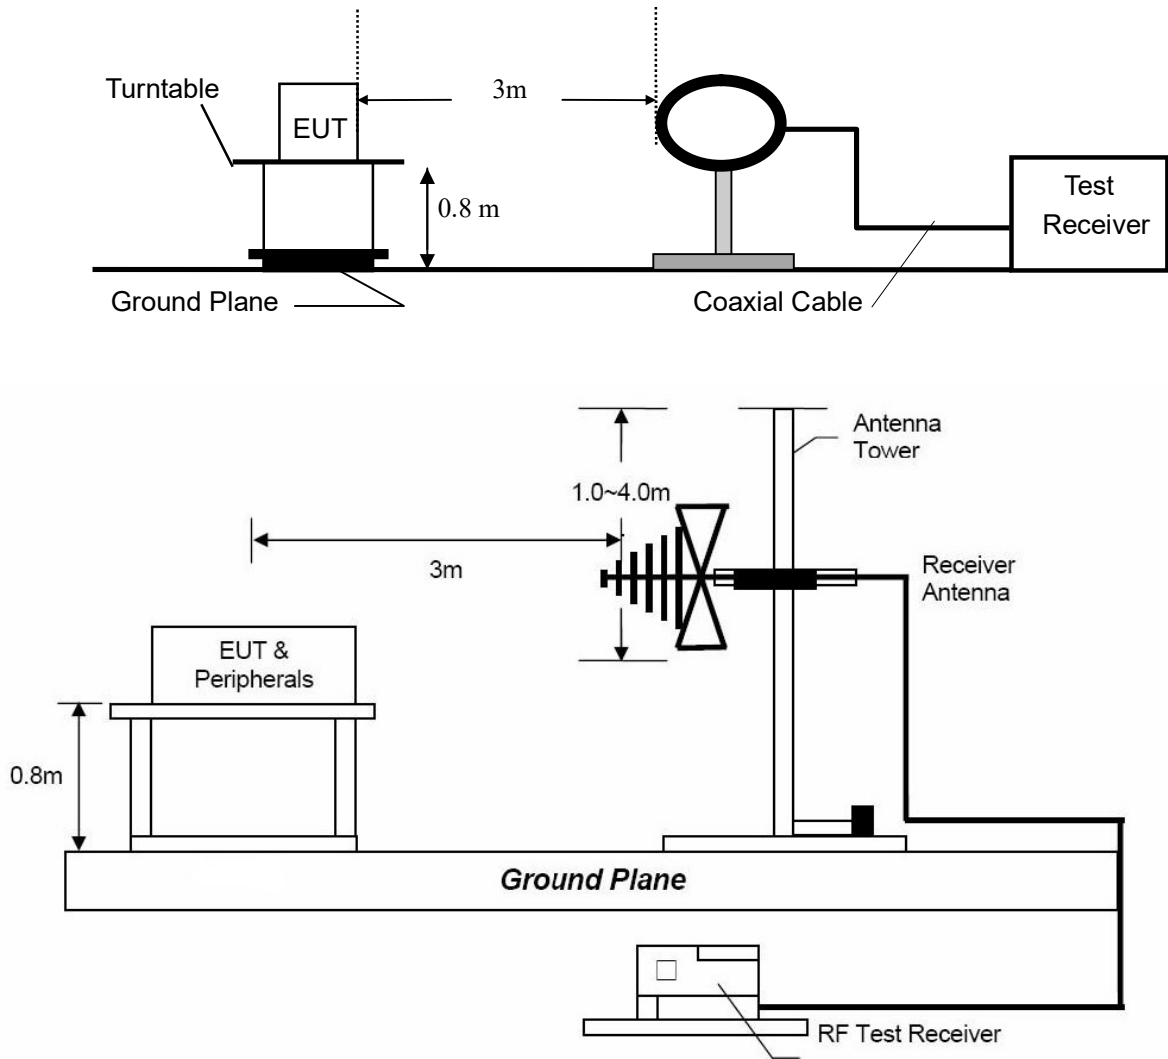 Turntable
3m
EUT
0.8 m
Test
Receiver
Ground Plane
Coaxial Cable
Antenna
Tower
1.0~4.0m
3m
Receiver
Antenna
EUT &
Peripherals
0.8m
Ground Plane
RF Test Receiver